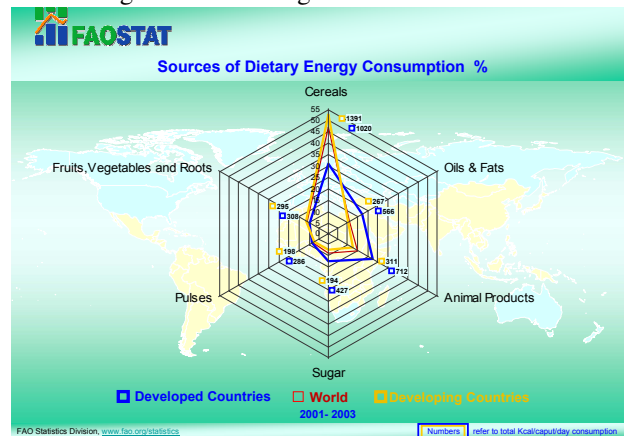 FAOSTAT
Sources of Dietary Energy Consumption %
Cereals
55
50
45
40
35
30
25
20
15
10
5
0
1391
1020
Oils & Fats
267
566
Animal Products
311
712
Sugar
194
427
Pulses
198
286
Fruits,Vegetables and Roots
295
308
Developed Countries World Developing Countries
2001- 2003
FAO Statistics Division, www.fao.org/statistics
Numbers refer to total Kcal/caput/day consumption